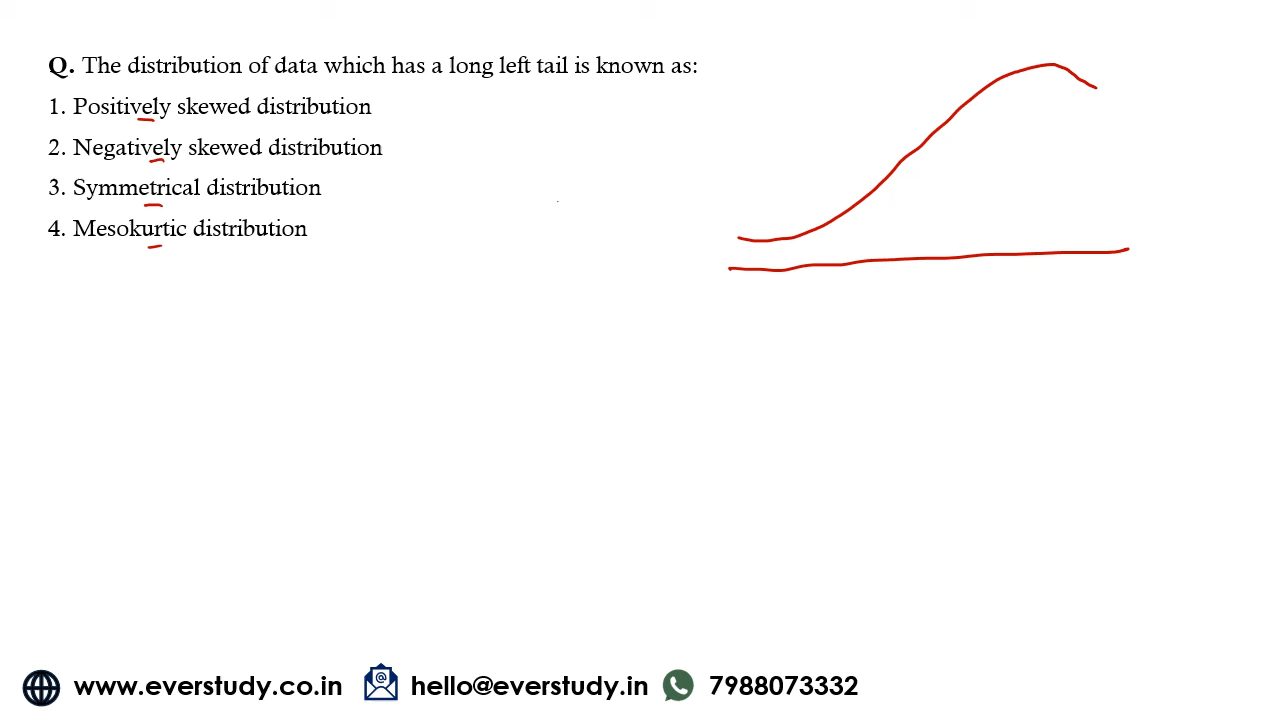 Q. The distribution of data which has a long left tail is known as:
1. Positively skewed distribution
2. Negatively skewed distribution
3. Symmetrical distribution
4. Mesokurtic distribution
www.everstudy.co.in hello@everstudy.in 7988073332